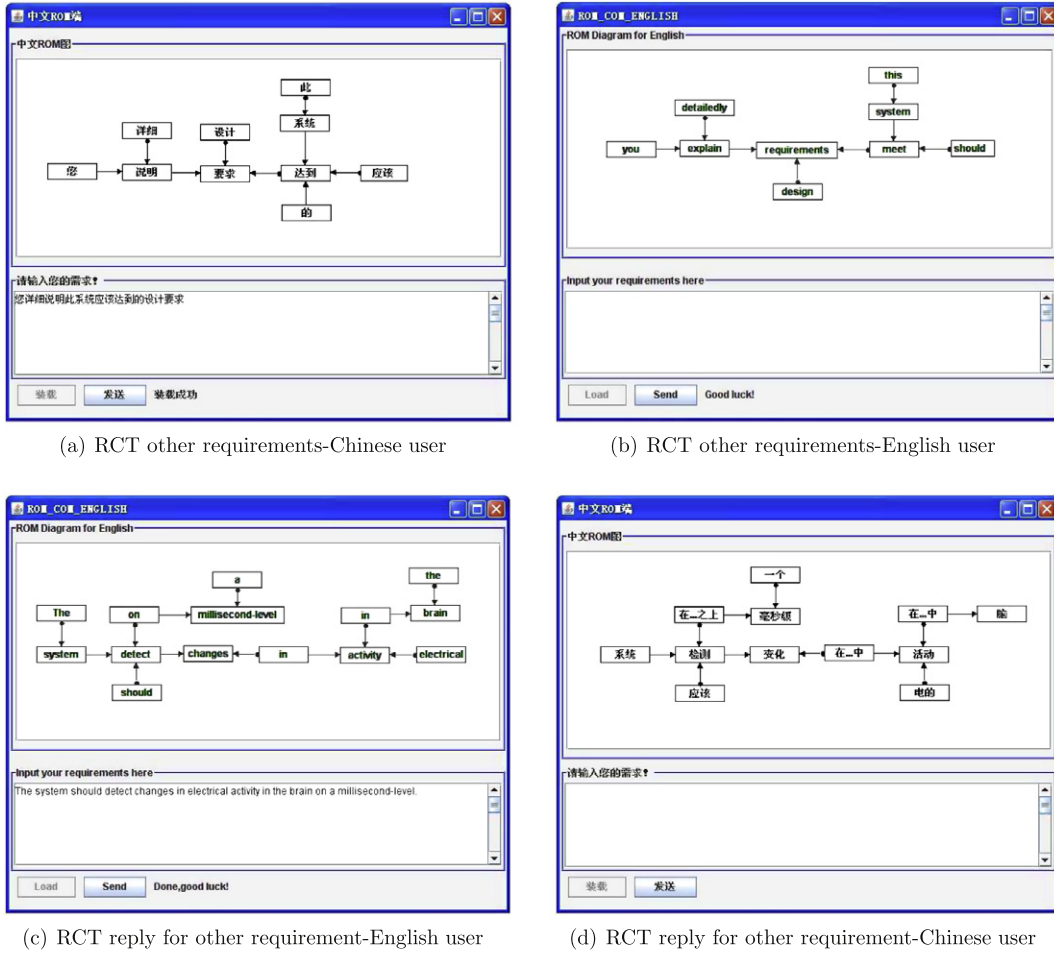 中文ROM端
中文ROM图
此
详细
设计
系统
您
说明
要求
达到
应该
的
请输入您的需求!
您详细说明此系统应该达到的设计要求
装载
发送
装载成功
(a) RCT other requirements-Chinese user
ROM_COM_ENGLISH
ROM Diagram for English
this
detailedly
system
you
explain
requirements
meet
should
design
Input your requirements here
Load
Send
Good luck!
(b) RCT other requirements-English user
ROM_COM_ENGLISH
ROM Diagram for English
a
the
The
on
millisecond-level
in
brain
system
detect
changes
in
activity
electrical
should
Input your requirements here
The system should detect changes in electrical activity in the brain on a millisecond-level.
Load
Send
Done,good luck!
(c) RCT reply for other requirement-English user
中文ROM端
中文ROM图
一个
在...之上
毫秒级
在...中
脑
系统
检测
变化
在...中
活动
应该
电的
请输入您的需求!
装载
发送
(d) RCT reply for other requirement-Chinese user